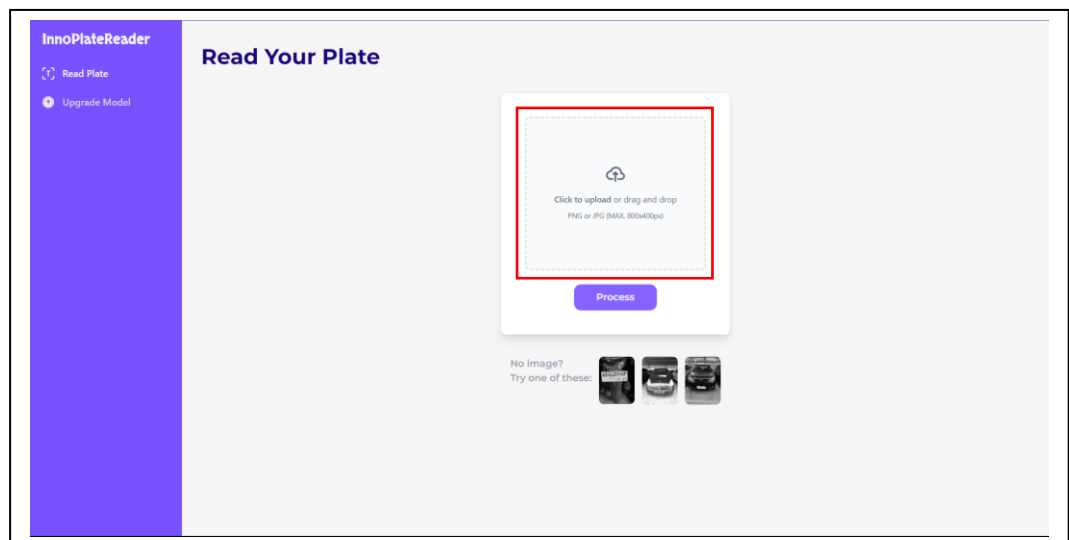 InnoPlateReader
Read Plate
Upgrade Model
Read Your Plate
Click to upload or drag and drop
PNG or JPG (MAX. 800x400px)
Process
No image?
Try one of these: